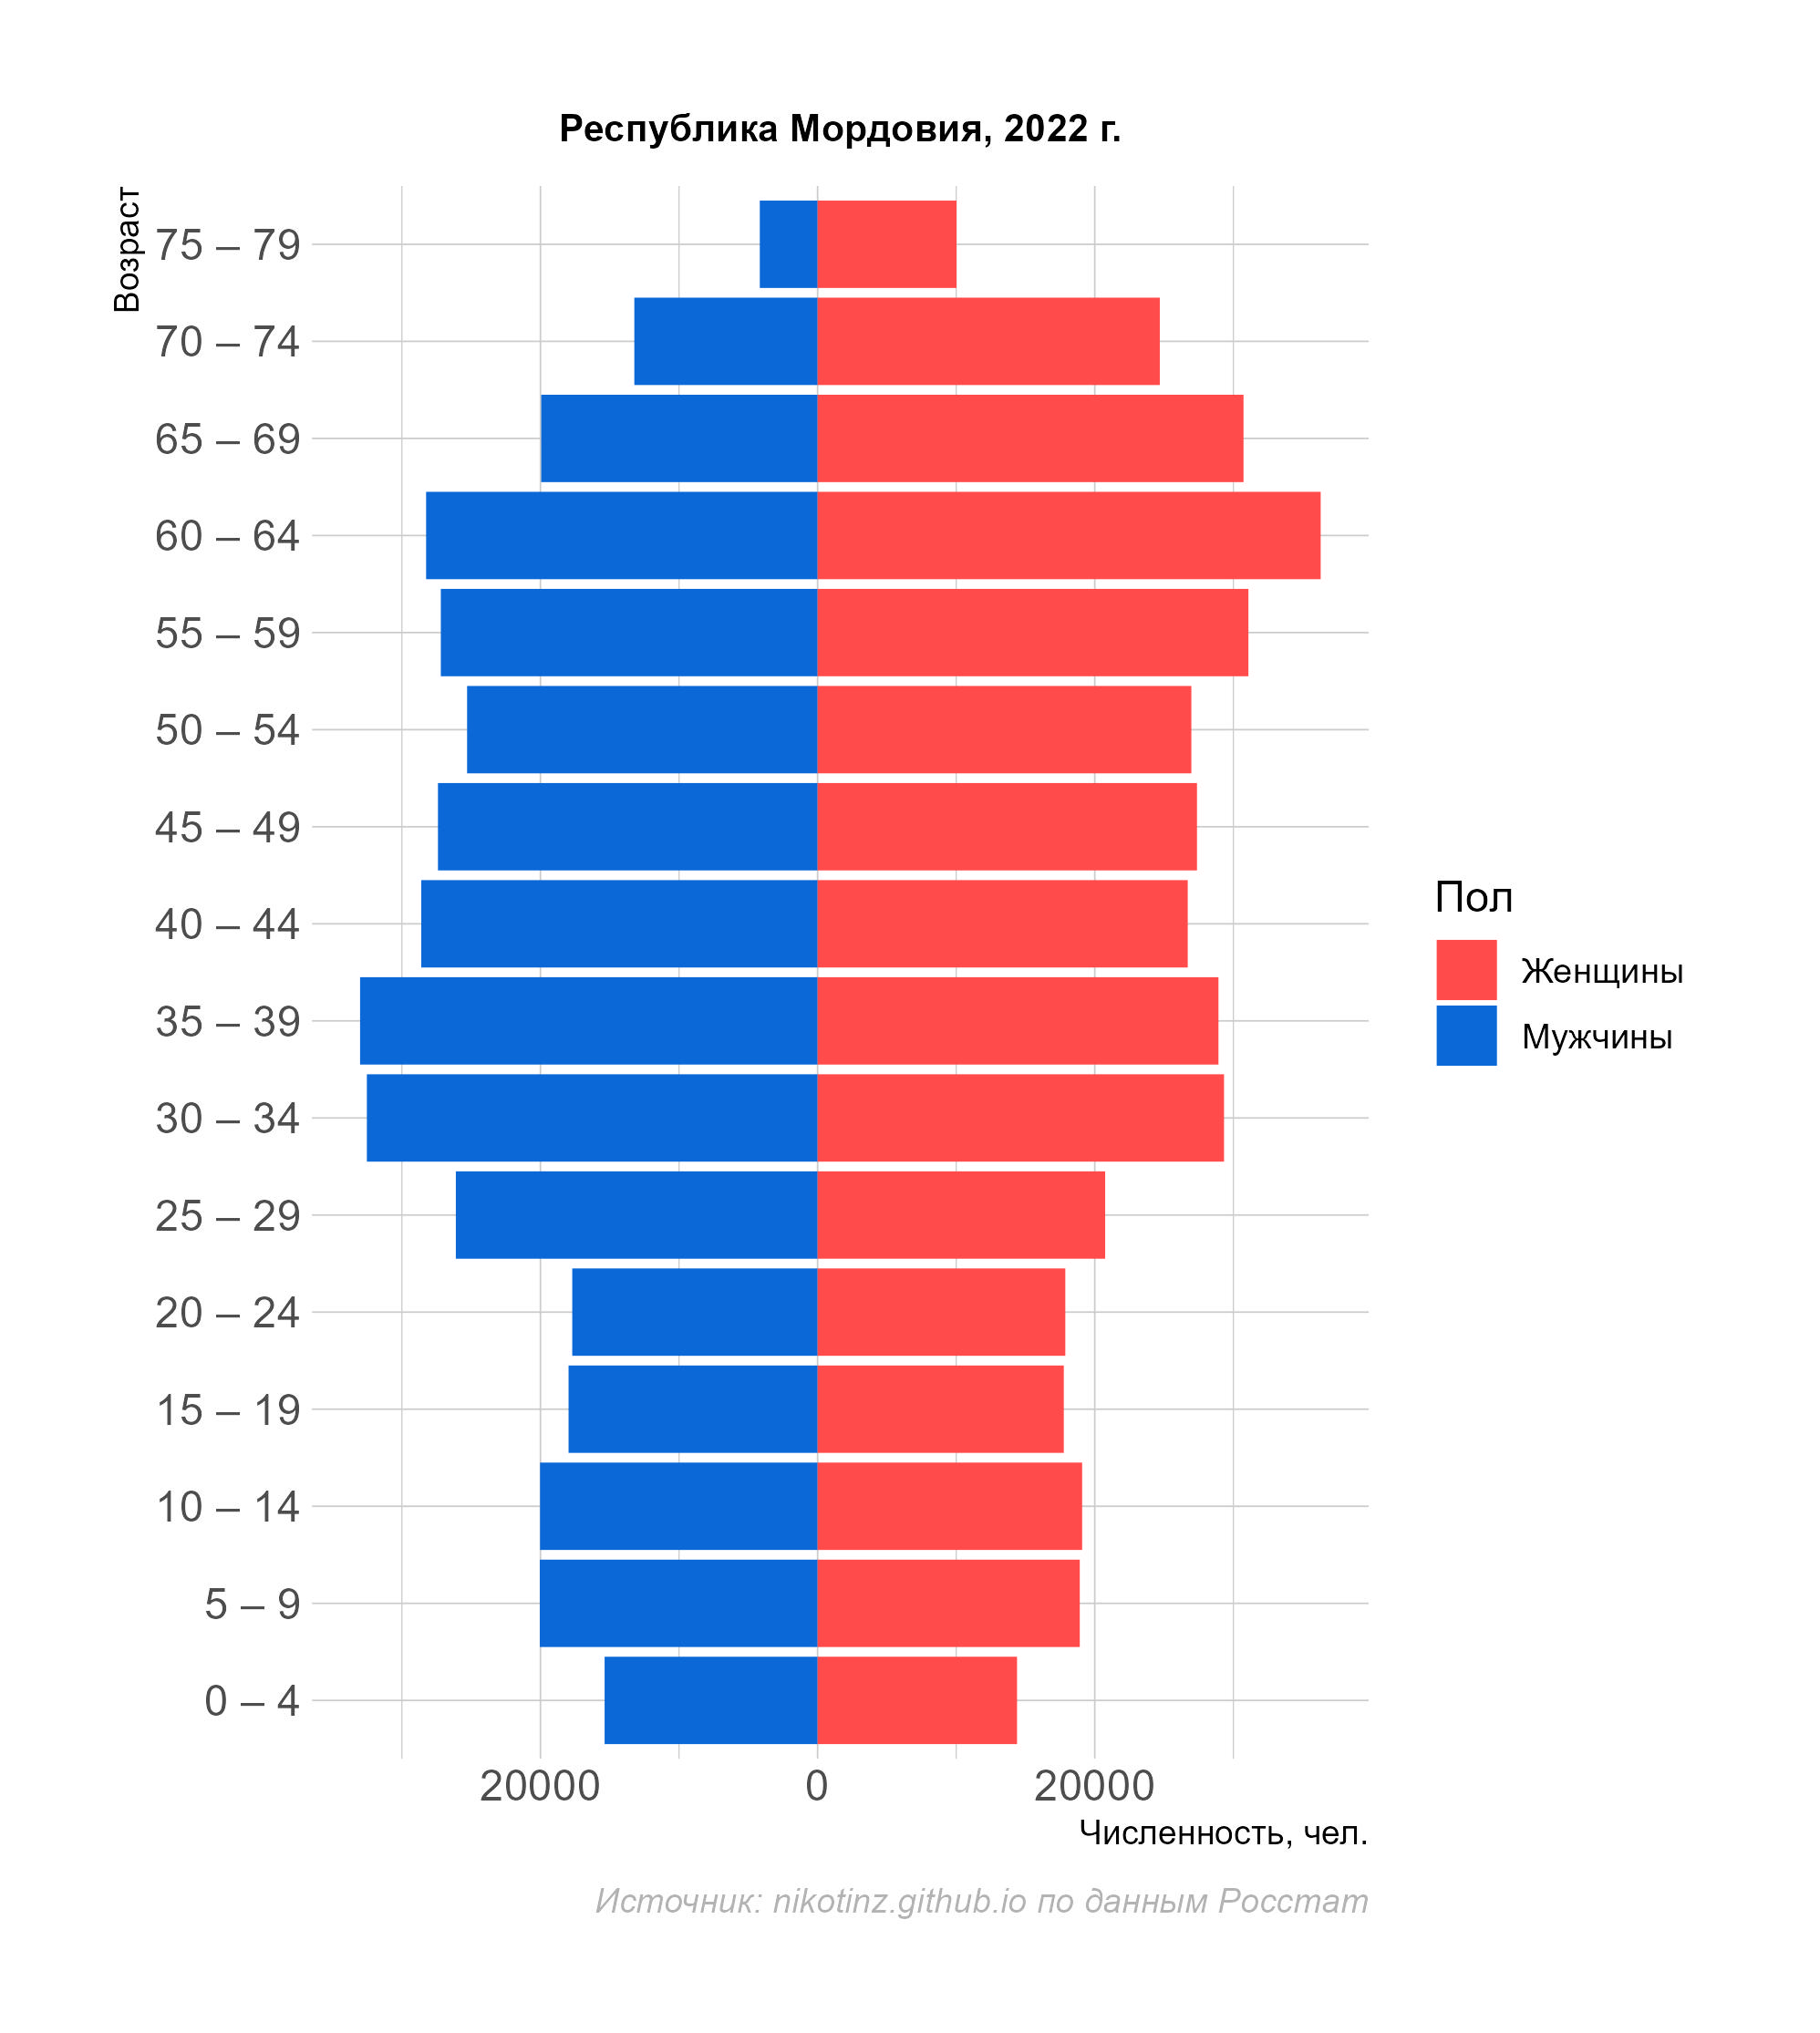 Республика Мордовия, 2022 г.
Возраст
75 – 79
70 – 74
65 – 69
60 – 64
55 – 59
50 – 54
45 – 49
40 – 44
35 – 39
30 – 34
25 – 29
20 – 24
15 – 19
10 – 14
5 – 9
0 – 4
20000 0 20000
Численность, чел.
Пол
Женщины
Мужчины
Источник: nikotinz.github.io по данным Росстат